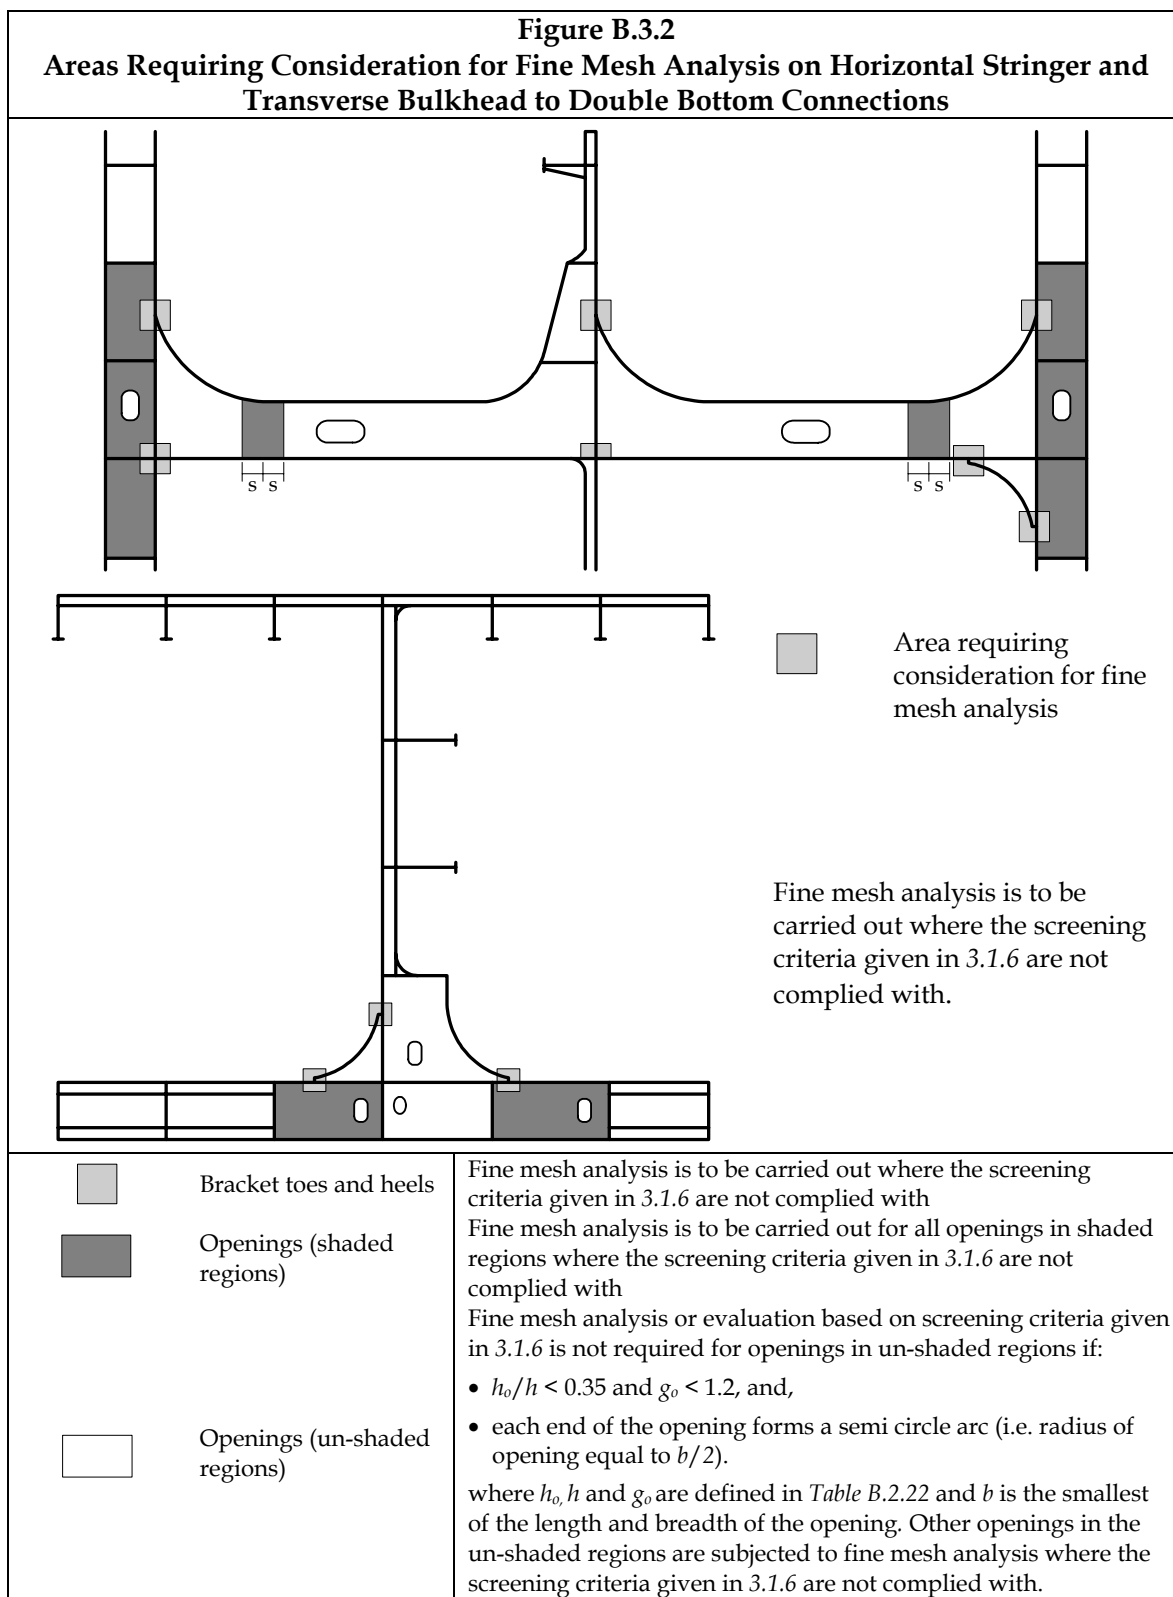 Figure B.3.2
Areas Requiring Consideration for Fine Mesh Analysis on Horizontal Stringer and
Transverse Bulkhead to Double Bottom Connections
s s
s s
Area requiring
consideration for fine
mesh analysis
Fine mesh analysis is to be
carried out where the screening
criteria given in 3.1.6 are not
complied with.
Bracket toes and heels
Fine mesh analysis is to be carried out where the screening
criteria given in 3.1.6 are not complied with
Openings (shaded
regions)
Fine mesh analysis is to be carried out for all openings in shaded
regions where the screening criteria given in 3.1.6 are not
complied with
Openings (un-shaded
regions)
Fine mesh analysis or evaluation based on screening criteria given
in 3.1.6 is not required for openings in un-shaded regions if:
• hₒ/h < 0.35 and gₒ < 1.2, and,
• each end of the opening forms a semi circle arc (i.e. radius of
opening equal to b/2).
where hₒ, h and gₒ are defined in Table B.2.22 and b is the smallest
of the length and breadth of the opening. Other openings in the
un-shaded regions are subjected to fine mesh analysis where the
screening criteria given in 3.1.6 are not complied with.